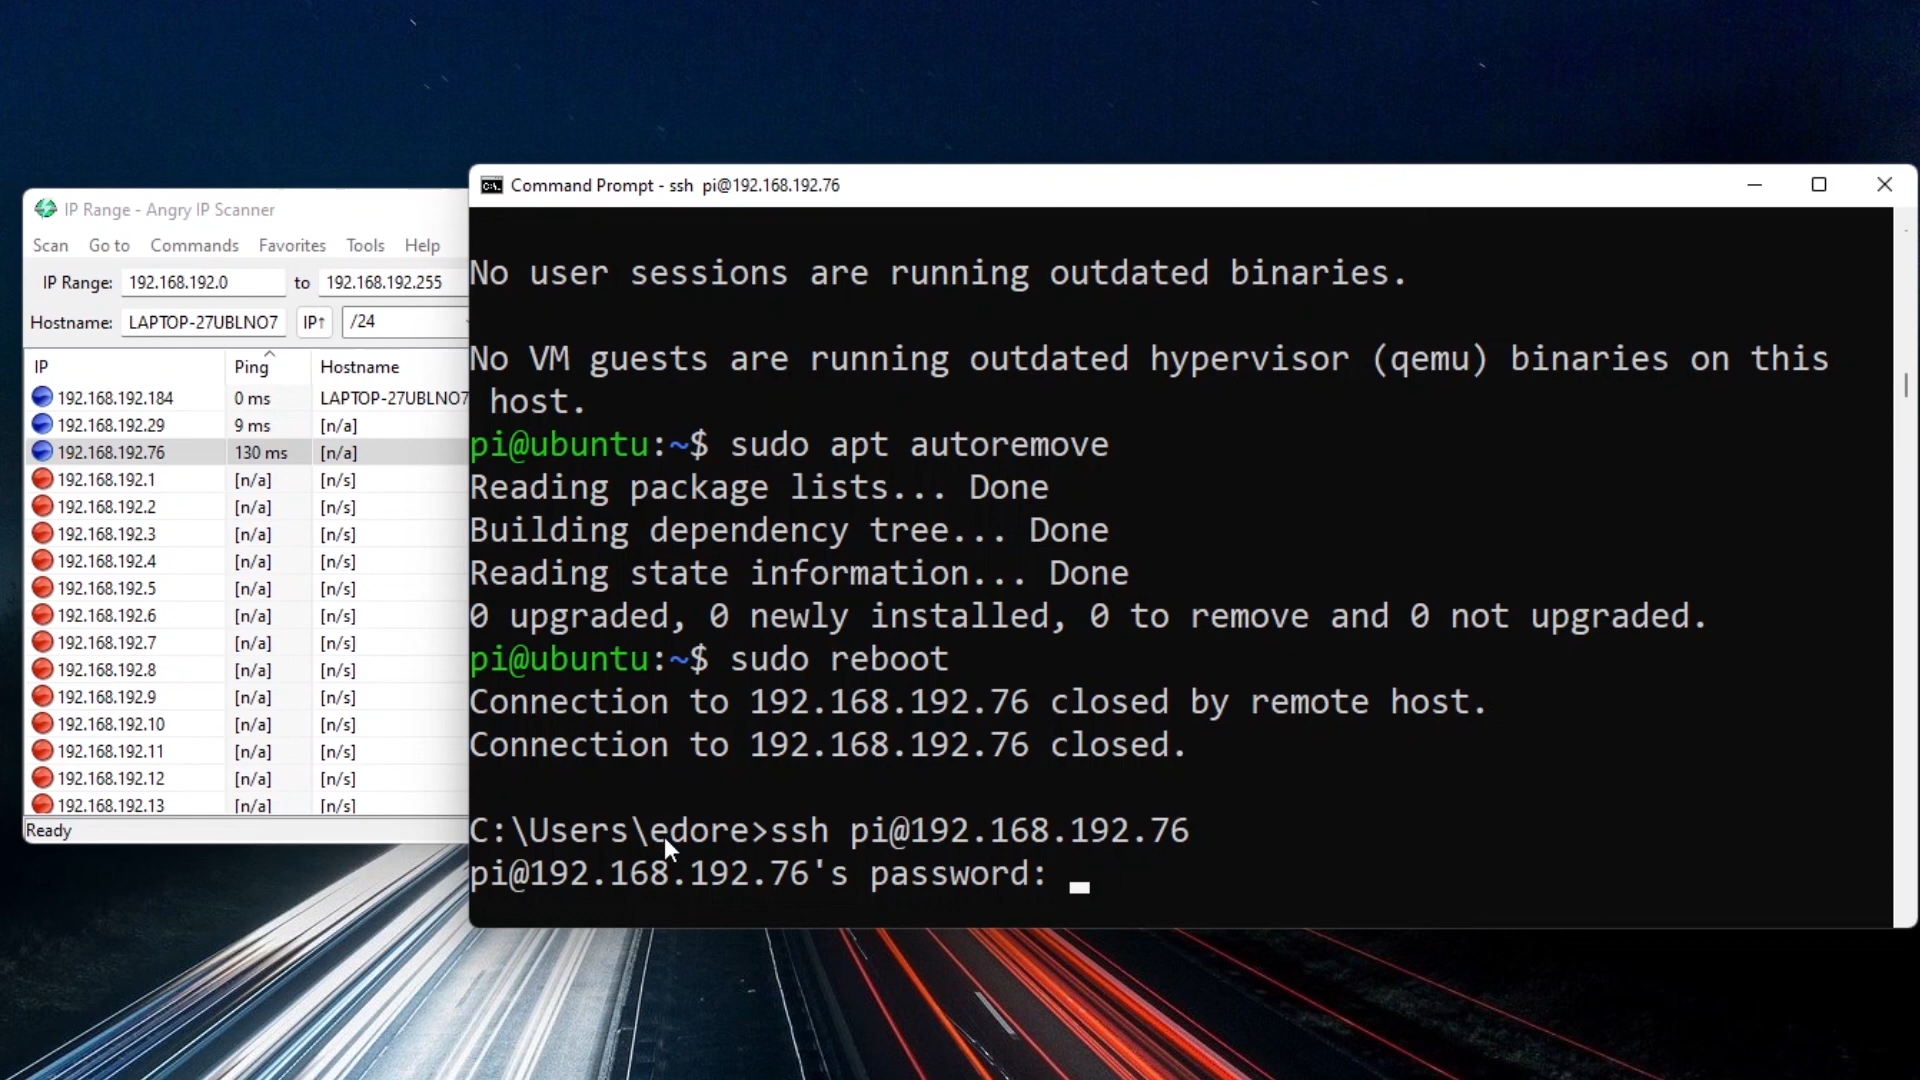 IP Range - Angry IP Scanner
Scan Go to Commands Favorites Tools Help
IP Range: 192.168.192.0 to 192.168.192.255
Hostname: LAPTOP-27UBLNO7 IP↑ /24
IP Ping Hostname
192.168.192.184 0 ms LAPTOP-27UBLNO7
192.168.192.29 9 ms [n/a]
192.168.192.76 130 ms [n/a]
192.168.192.1 [n/a] [n/s]
192.168.192.2 [n/a] [n/s]
192.168.192.3 [n/a] [n/s]
192.168.192.4 [n/a] [n/s]
192.168.192.5 [n/a] [n/s]
192.168.192.6 [n/a] [n/s]
192.168.192.7 [n/a] [n/s]
192.168.192.8 [n/a] [n/s]
192.168.192.9 [n/a] [n/s]
192.168.192.10 [n/a] [n/s]
192.168.192.11 [n/a] [n/s]
192.168.192.12 [n/a] [n/s]
192.168.192.13 [n/a] [n/s]
Ready
Command Prompt - ssh pi@192.168.192.76
No user sessions are running outdated binaries.
No VM guests are running outdated hypervisor (qemu) binaries on this
host.
pi@ubuntu:~$ sudo apt autoremove
Reading package lists... Done
Building dependency tree... Done
Reading state information... Done
0 upgraded, 0 newly installed, 0 to remove and 0 not upgraded.
pi@ubuntu:~$ sudo reboot
Connection to 192.168.192.76 closed by remote host.
Connection to 192.168.192.76 closed.
C:\Users\edore>ssh pi@192.168.192.76
pi@192.168.192.76's password: